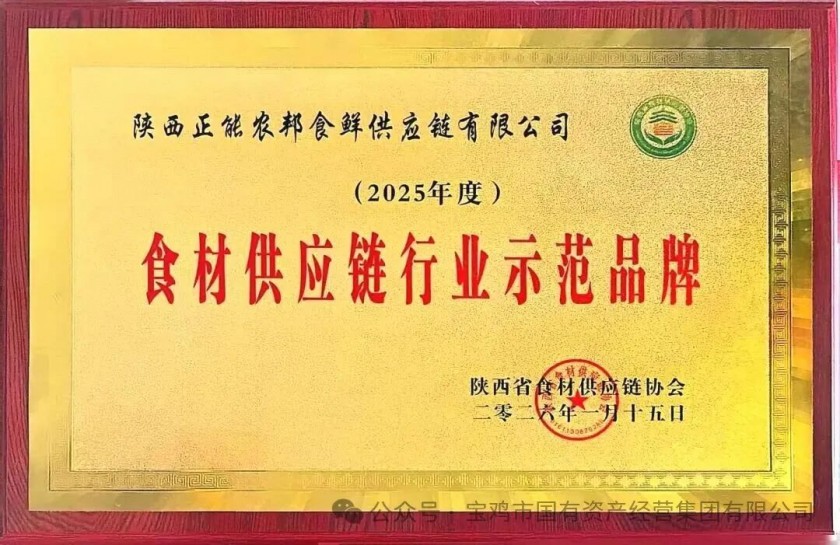 陕西正能农邦食鲜供应链有限公司
（2025年度）
食材供应链行业示范品牌
陕西省食材供应链协会
二零二六年一月十五日
公众号 · 宝鸡市国有资产经营集团有限公司